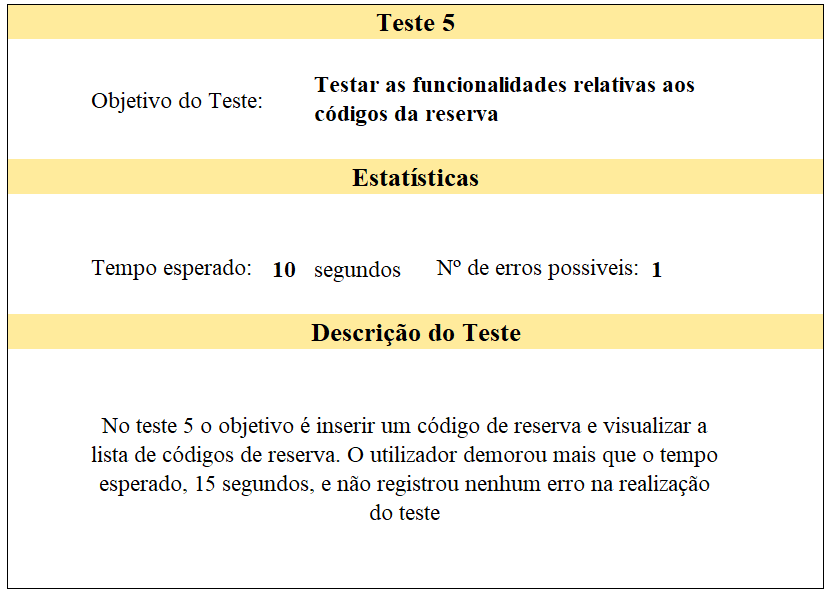 Teste 5
Objetivo do Teste:
Testar as funcionalidades relativas aos
códigos da reserva
Estatísticas
Tempo esperado: 10 segundos Nº de erros possiveis: 1
Descrição do Teste
No teste 5 o objetivo é inserir um código de reserva e visualizar a
lista de códigos de reserva. O utilizador demorou mais que o tempo
esperado, 15 segundos, e não registrou nenhum erro na realização
do teste